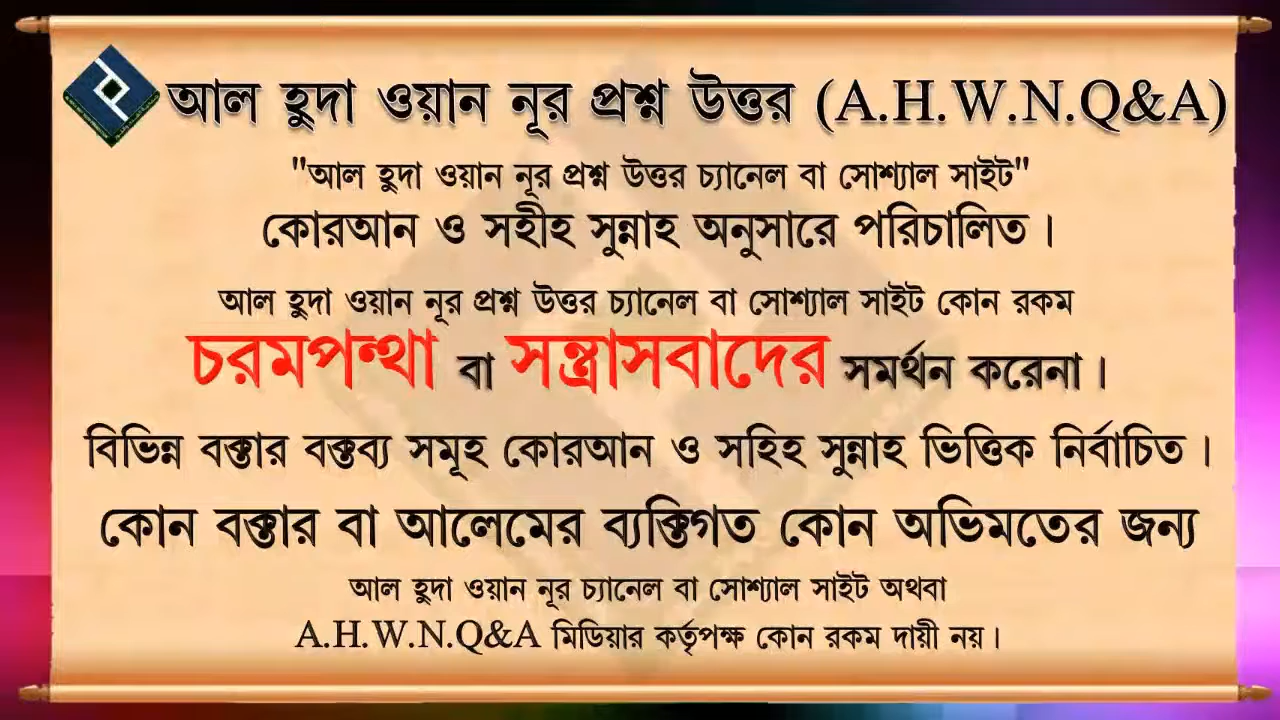 আল হুদা ওয়ান নূর প্রশ্ন উত্তর (A.H.W.N.Q&A)
"আল হুদা ওয়ান নূর প্রশ্ন উত্তর চ্যানেল বা সোশ্যাল সাইট"
কোরআন ও সহীহ সুন্নাহ অনুসারে পরিচালিত।
আল হুদা ওয়ান নূর প্রশ্ন উত্তর চ্যানেল বা সোশ্যাল সাইট কোন রকম
চরমপন্থা বা সন্ত্রাসবাদের সমর্থন করেনা।
বিভিন্ন বক্তার বক্তব্য সমূহ কোরআন ও সহিহ সুন্নাহ ভিত্তিক নির্বাচিত।
কোন বক্তার বা আলেমের ব্যক্তিগত কোন অভিমতের জন্য
আল হুদা ওয়ান নূর চ্যানেল বা সোশ্যাল সাইট অথবা
A.H.W.N.Q&A মিডিয়ার কর্তৃপক্ষ কোন রকম দায়ী নয়।